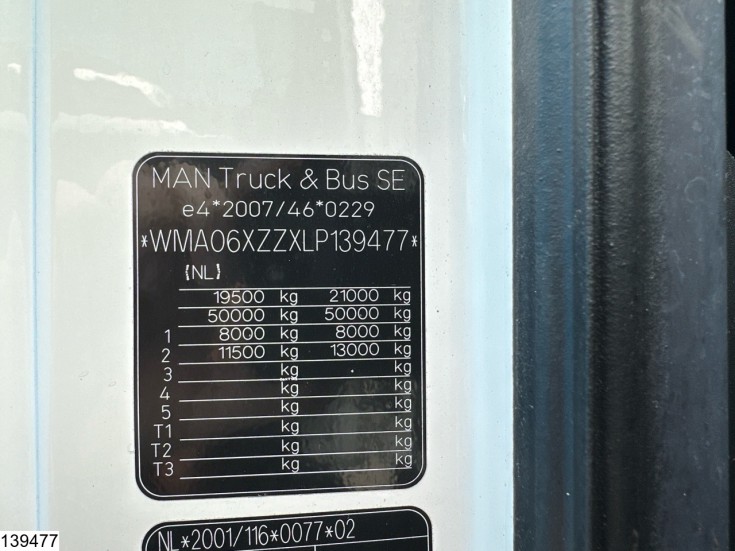 MAN Truck & Bus SE
e4*2007/46*0229
*WMA06XZZXLP139477*
{NL}
19500 kg 21000 kg
50000 kg 50000 kg
1 8000 kg 8000 kg
2 11500 kg 13000 kg
3 kg kg
4 kg kg
5 kg kg
T1 kg kg
T2 kg kg
T3 kg kg
NL*2001/116*0077*02
139477